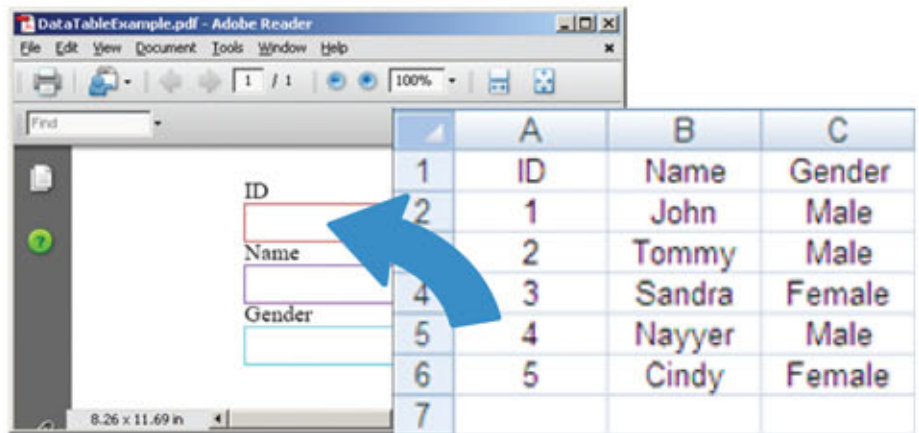 DataTableExample.pdf - Adobe Reader
File Edit View Document Tools Window Help
1 / 1 100%
Find
ID
Name
Gender
8.26 x 11.69 in
A B C
1 ID Name Gender
2 1 John Male
2 Tommy Male
4 3 Sandra Female
5 4 Nayyer Male
6 5 Cindy Female
7